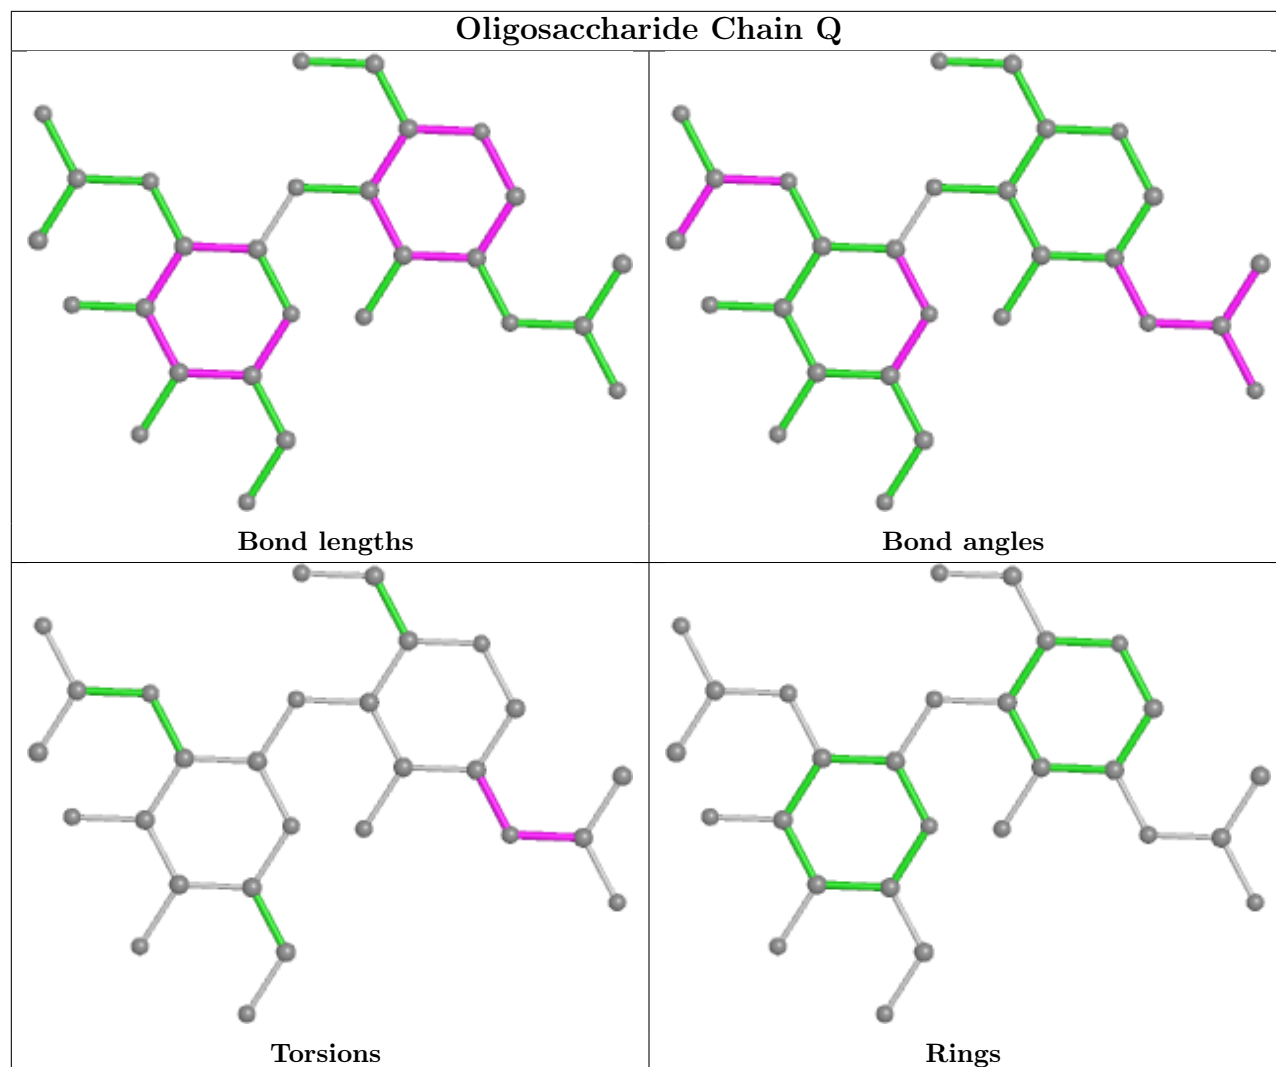 Oligosaccharide Chain Q
Bond lengths
Bond angles
Torsions
Rings